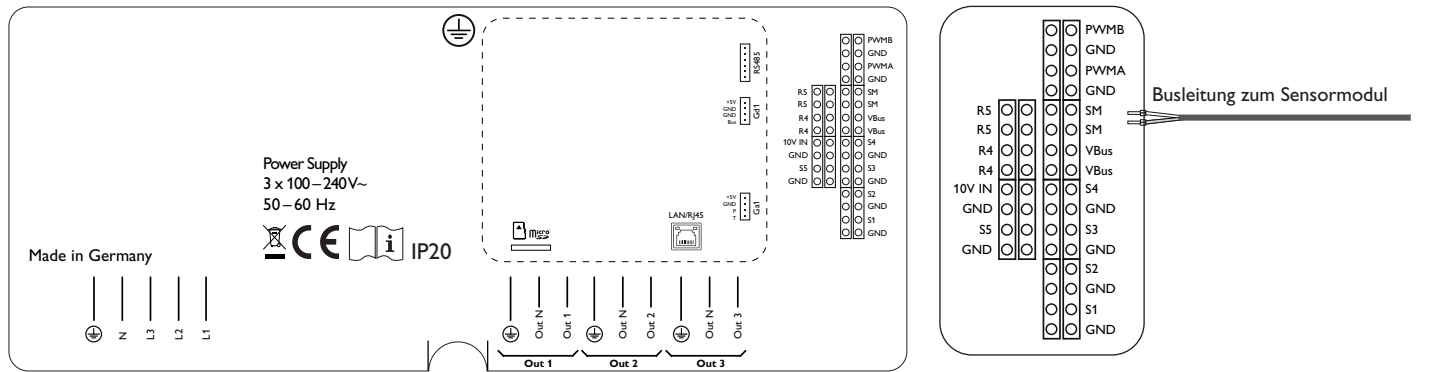 PWMB
GND
PWMA
GND
SM
SM
VBus
VBus
S4
GND
S3
GND
S2
GND
S1
GND
R5
R5
R4
R4
10V IN
GND
S5
GND
RS485
+5V
GND
GND
Bus
Gd1
+5V
GND
P
T
Ga1
LAN/RJ45
Micro
SD
Power Supply
3 x 100–240V~
50–60 Hz
CE i IP20
Made in Germany
N
L3
L2
L1
Out N
Out 1
Out N
Out 2
Out N
Out 3
Out 1
Out 2
Out 3
PWMB
GND
PWMA
GND
R5 SM
R5 SM
R4 VBus
R4 VBus
10V IN S4
GND GND
S5 S3
GND GND
S2
GND
S1
GND
Busleitung zum Sensormodul